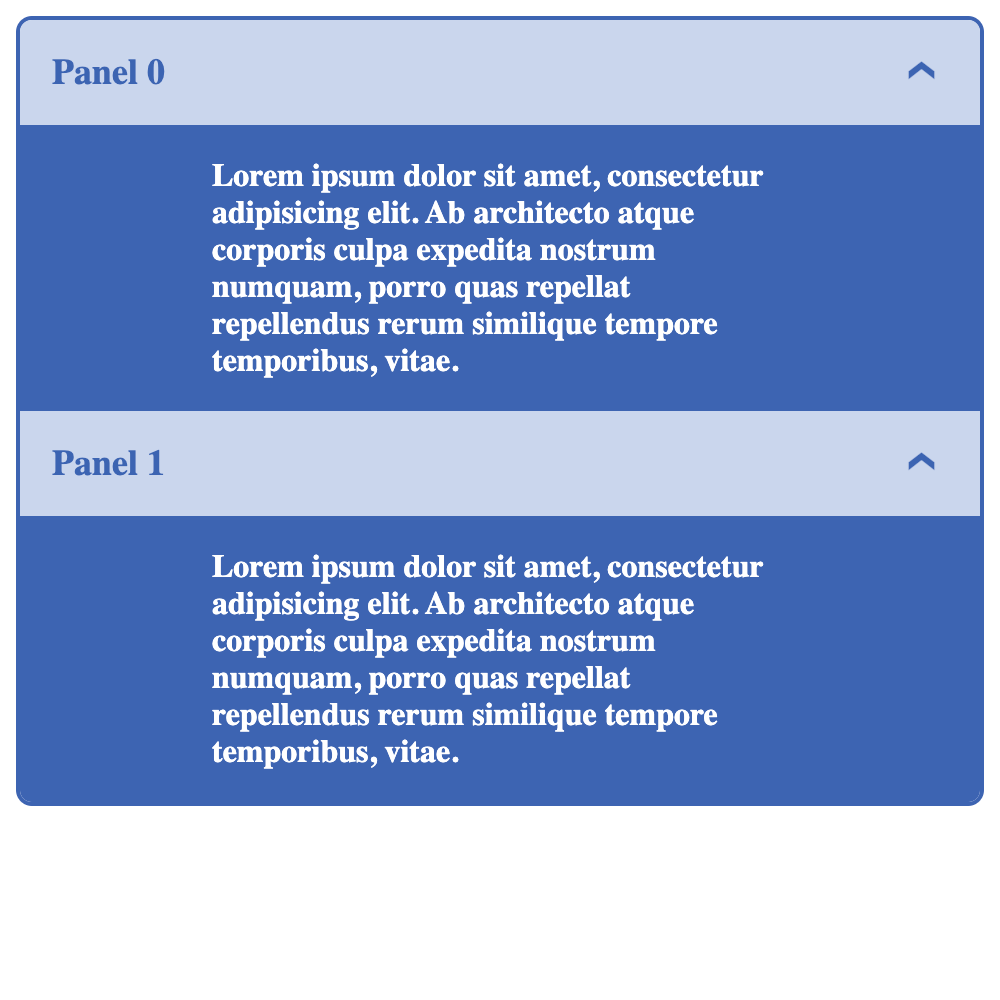 Panel 0
Lorem ipsum dolor sit amet, consectetur
adipisicing elit. Ab architecto atque
corporis culpa expedita nostrum
numquam, porro quas repellat
repellendus rerum similique tempore
temporibus, vitae.
Panel 1
Lorem ipsum dolor sit amet, consectetur
adipisicing elit. Ab architecto atque
corporis culpa expedita nostrum
numquam, porro quas repellat
repellendus rerum similique tempore
temporibus, vitae.